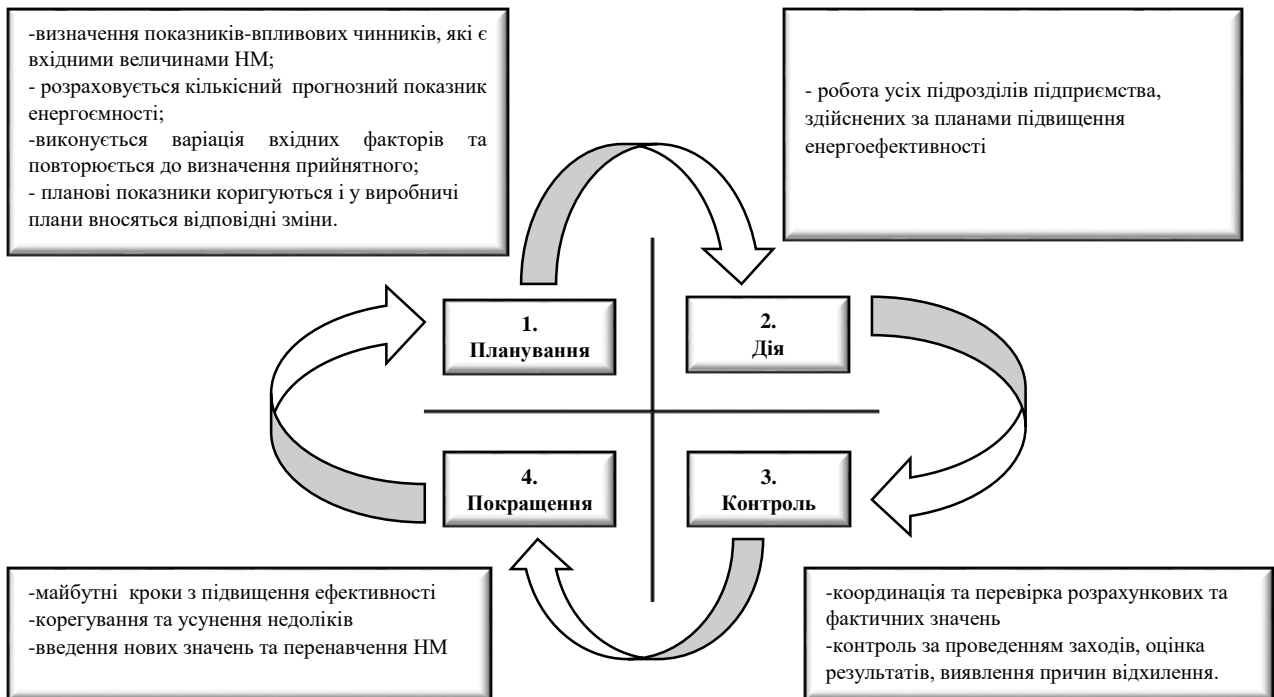 -визначення показників-впливових чинників, які є
вхідними величинами НМ;
- розраховується кількісний прогнозний показник
енергоємності;
-виконується варіація вхідних факторів та
повторюється до визначення прийнятного;
- планові показники коригуються і у виробничі
плани вносяться відповідні зміни.
- робота усіх підрозділів підприємства,
здійснених за планами підвищення
енергоефективності
1.
Планування
2.
Дія
4.
Покращення
3.
Контроль
-майбутні кроки з підвищення ефективності
-корегування та усунення недоліків
-введення нових значень та перенавчення НМ
-координація та перевірка розрахункових та
фактичних значень
-контроль за проведенням заходів, оцінка
результатів, виявлення причин відхилення.